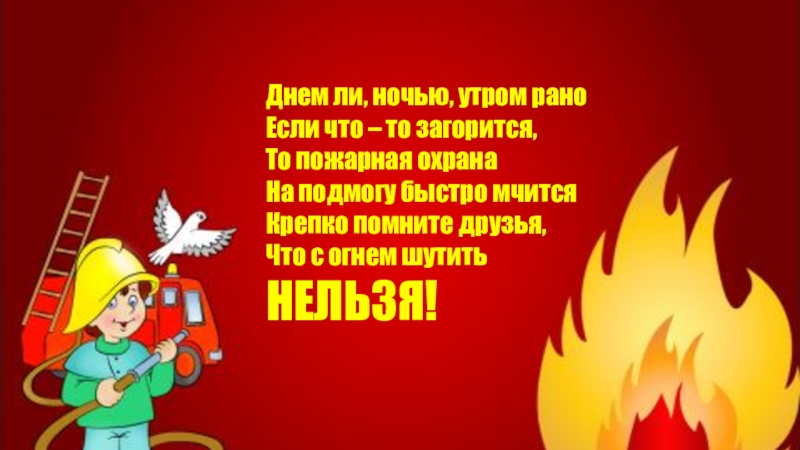 Днем ли, ночью, утром рано
Если что – то загорится,
То пожарная охрана
На подмогу быстро мчится
Крепко помните друзья,
Что с огнем шутить
НЕЛЬЗЯ!